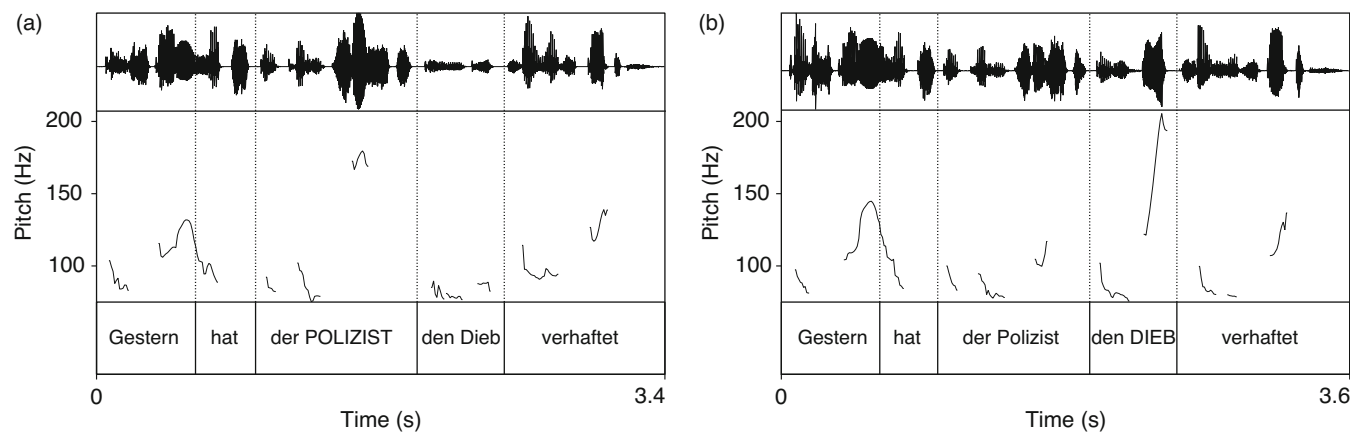 (a)
200
150
100
Pitch (Hz)
Gestern hat der POLIZIST den Dieb verhaftet
0 3.4
Time (s)
(b)
200
150
100
Pitch (Hz)
Gestern hat der Polizist den DIEB verhaftet
0 3.6
Time (s)